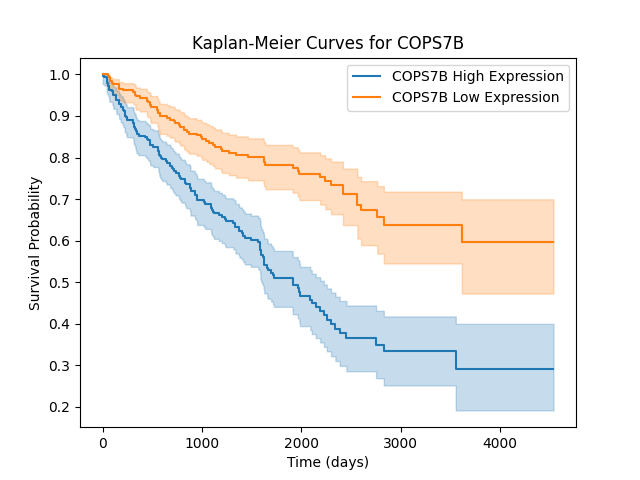 Kaplan-Meier Curves for COPS7B
COPS7B High Expression
COPS7B Low Expression
Survival Probability
1.0
0.9
0.8
0.7
0.6
0.5
0.4
0.3
0.2
0 1000 2000 3000 4000
Time (days)